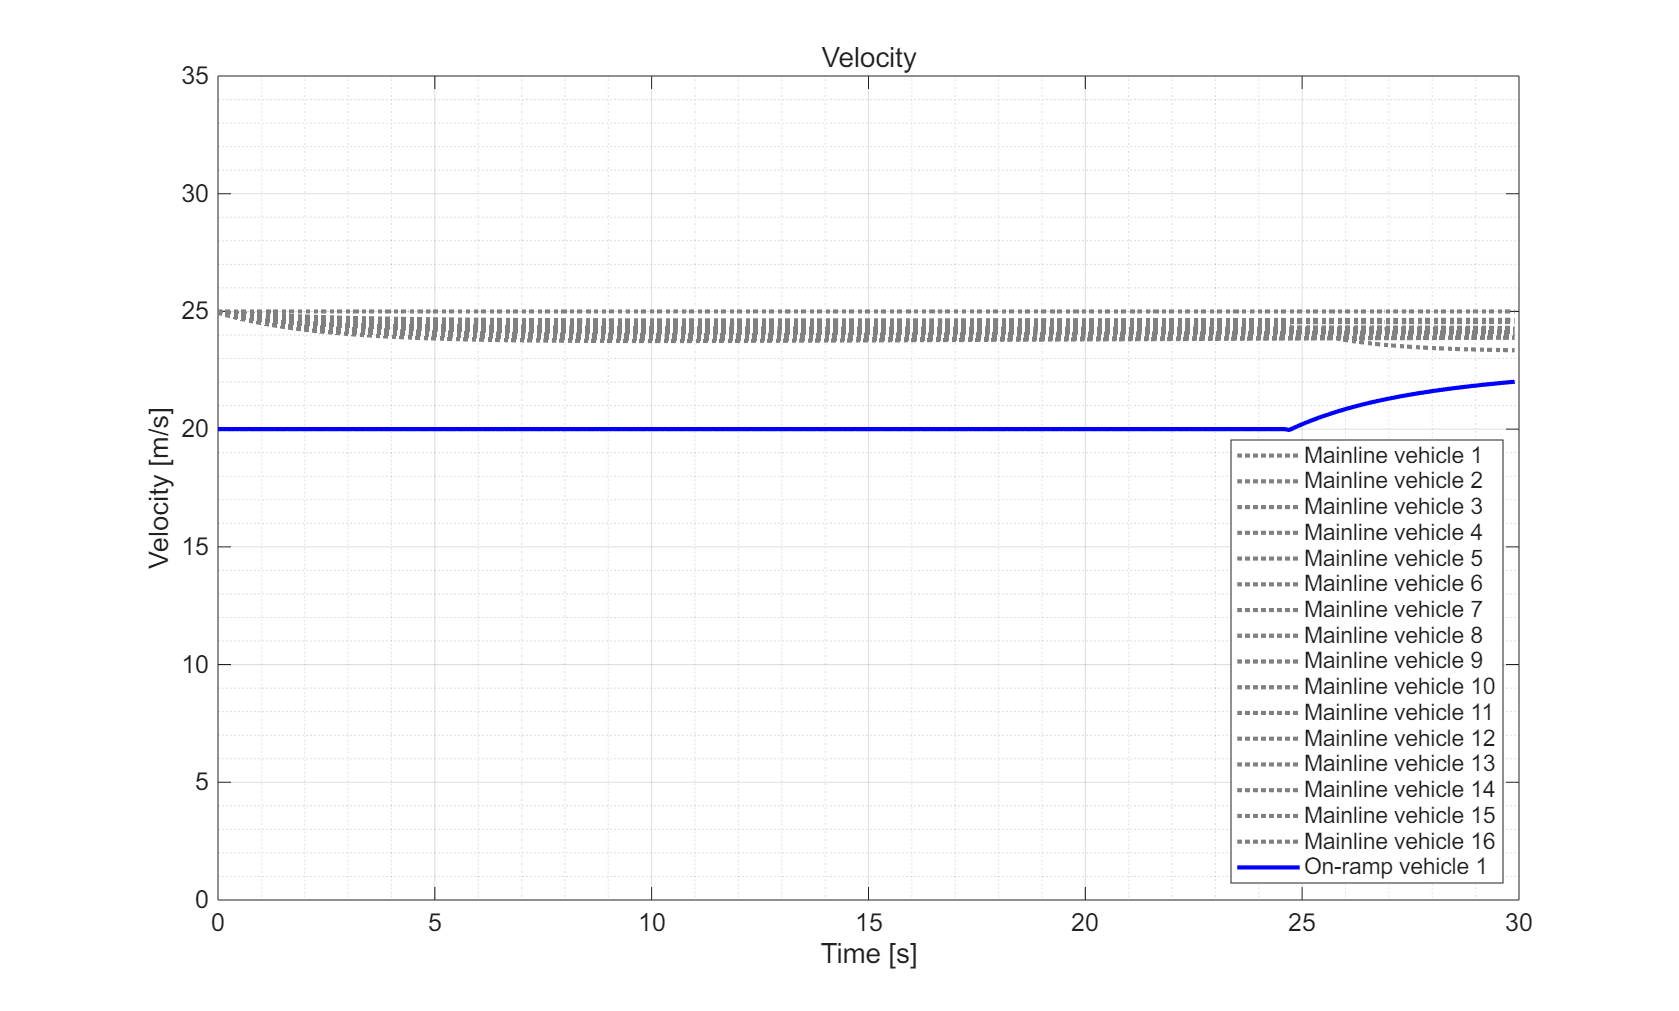 Velocity
35
30
25
20
15
10
5
0
Velocity [m/s]
0 5 10 15 20 25 30
Time [s]
Mainline vehicle 1
Mainline vehicle 2
Mainline vehicle 3
Mainline vehicle 4
Mainline vehicle 5
Mainline vehicle 6
Mainline vehicle 7
Mainline vehicle 8
Mainline vehicle 9
Mainline vehicle 10
Mainline vehicle 11
Mainline vehicle 12
Mainline vehicle 13
Mainline vehicle 14
Mainline vehicle 15
Mainline vehicle 16
On-ramp vehicle 1